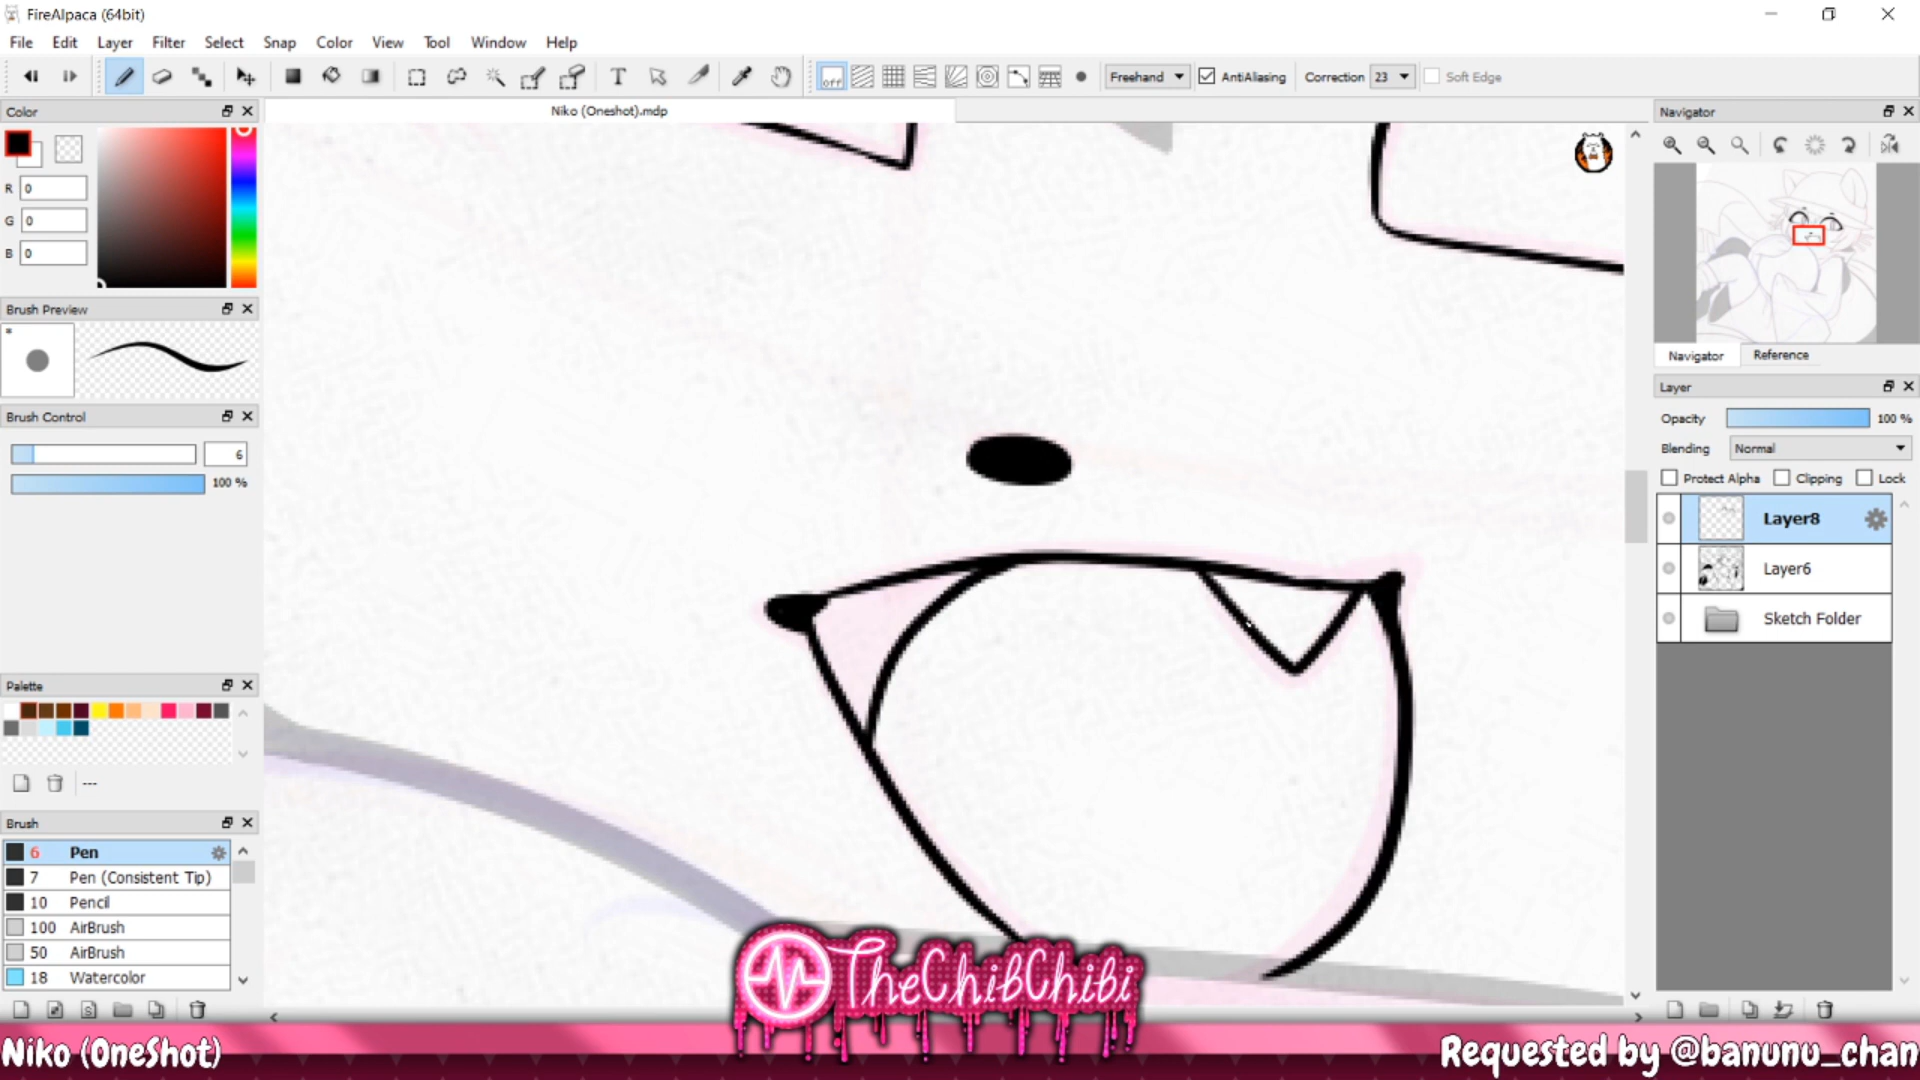 FireAlpaca (64bit)
File Edit Layer Filter Select Snap Color View Tool Window Help
off Freehand AntiAliasing Correction 23 Soft Edge
Color
Niko (Oneshot).mdp
Navigator
R 0
G 0
B 0
Brush Preview
Navigator Reference
Layer
Brush Control
Opacity 100 %
Blending Normal
6
Protect Alpha Clipping Lock
100 %
Layer8
Layer6
Sketch Folder
Palette
---
Brush
6 Pen
7 Pen (Consistent Tip)
10 Pencil
100 AirBrush
50 AirBrush
18 Watercolor
TheChibChibi
Niko (OneShot)
Requested by @banunu_chan